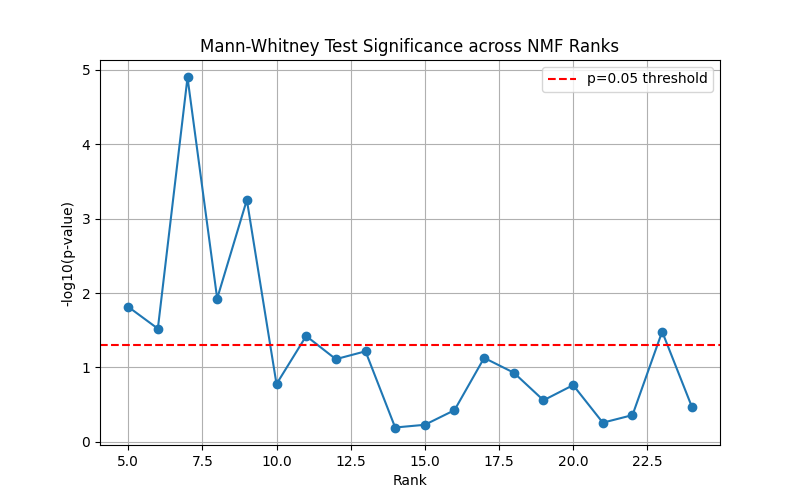 Mann-Whitney Test Significance across NMF Ranks
p=0.05 threshold
-log10(p-value)
5
4
3
2
1
0
5.0 7.5 10.0 12.5 15.0 17.5 20.0 22.5
Rank